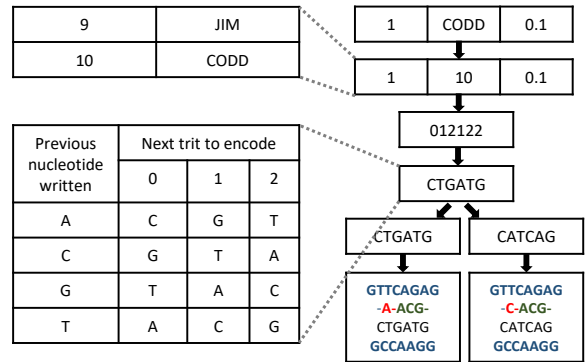 9 JIM
10 CODD
1 CODD 0.1
1 10 0.1
012122
CTGATG
Previous nucleotide written Next trit to encode
0 1 2
A C G T
C G T A
G T A C
T A C G
CTGATG CATCAG
GTTCAGAG GTTCAGAG
-A-ACG- -C-ACG-
CTGATG CATCAG
GCCAAGG GCCAAGG